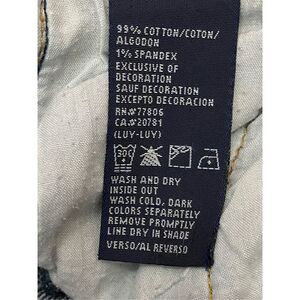 99% COTTON/COTON/
ALGODON
1% SPANDEX
EXCLUSIVE OF
DECORATION
SAUF DECORATION
EXCEPTO DECORACION
RN#77806
CA#20781
(LUY-LUY)
30C
WASH AND DRY
INSIDE OUT
WASH COLD, DARK
COLORS SEPARATELY
REMOVE PROMPTLY
LINE DRY IN SHADE
VERSO/AL REVERSO